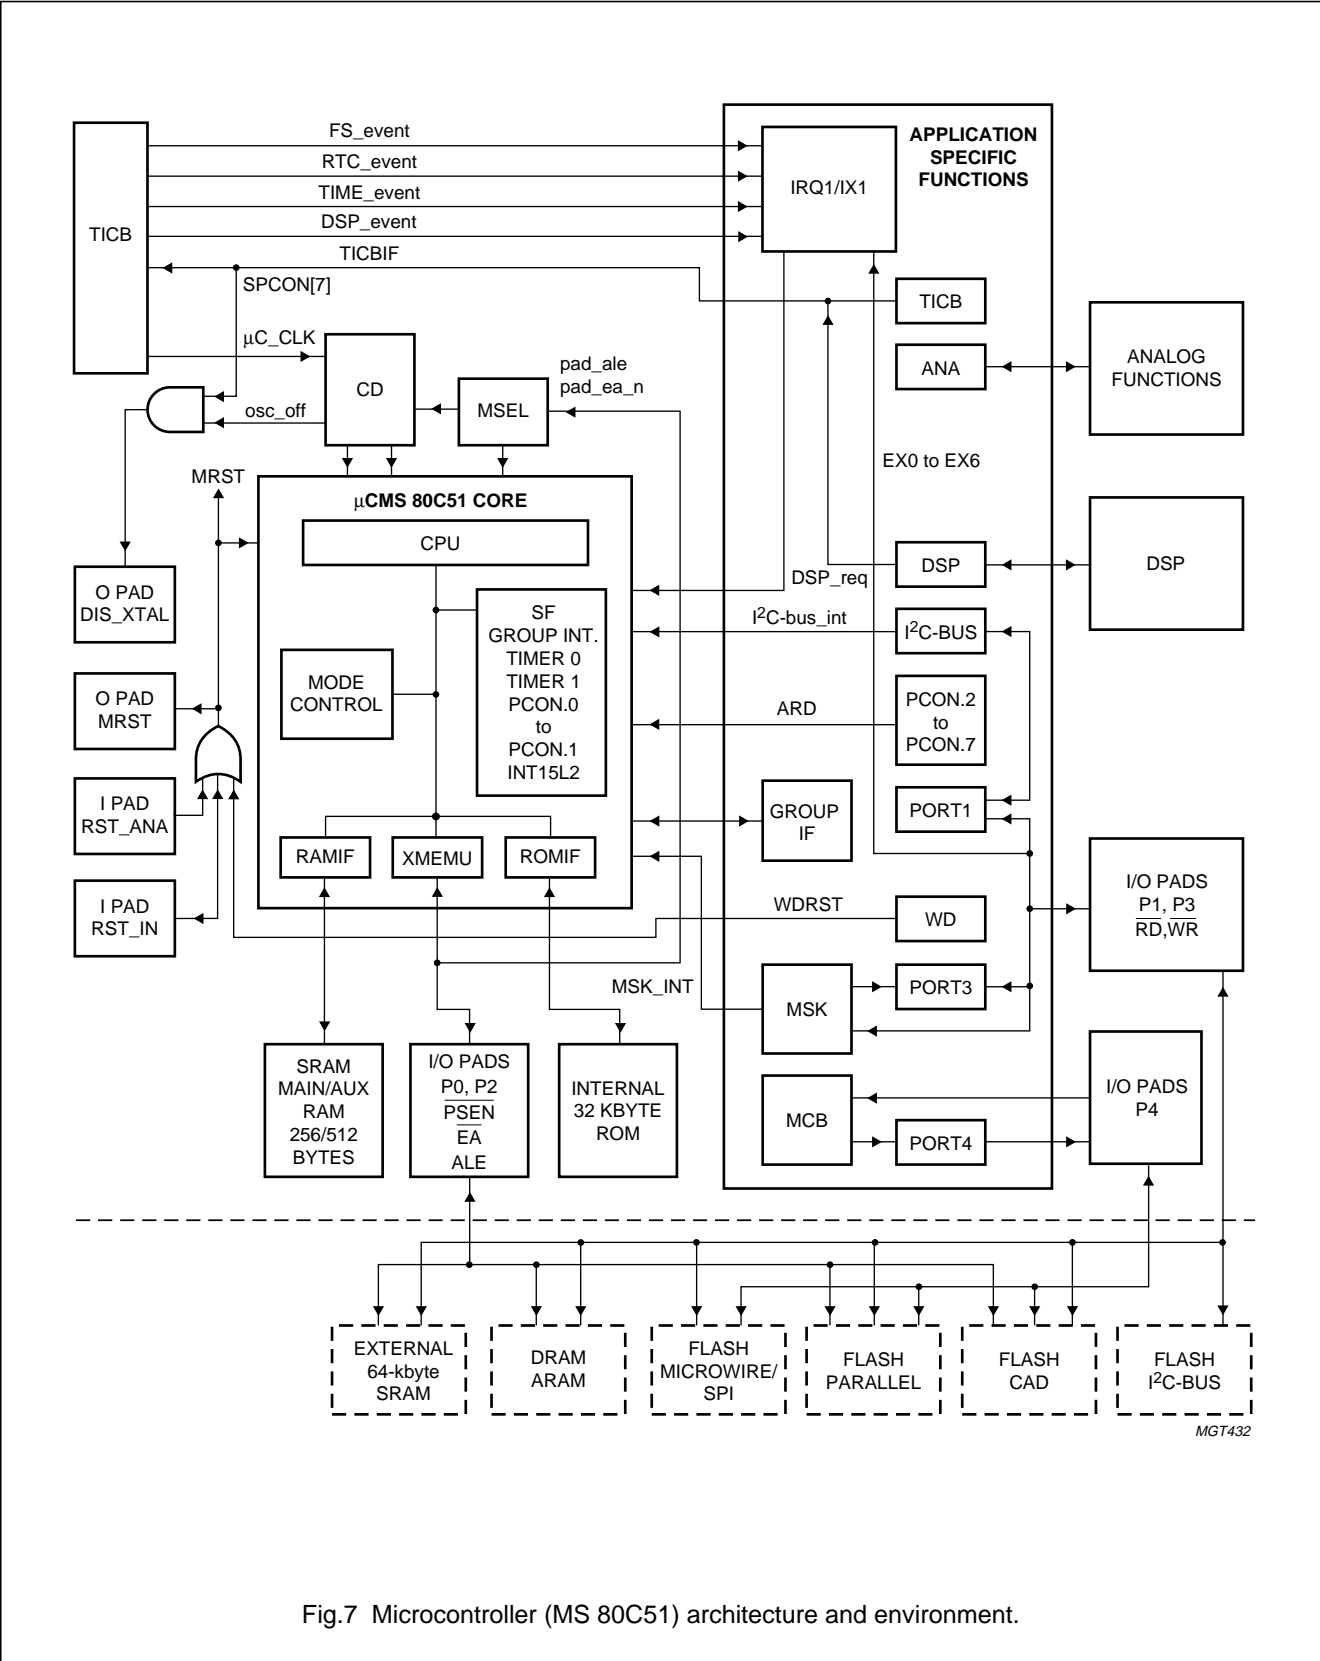 FS_event
RTC_event
TIME_event
DSP_event
TICBIF
SPCON[7]
TICB
μC_CLK
CD
osc_off
MSEL
pad_ale
pad_ea_n
APPLICATION
SPECIFIC
FUNCTIONS
IRQ1/IX1
TICB
ANA
ANALOG
FUNCTIONS
EX0 to EX6
MRST
μCMS 80C51 CORE
CPU
O PAD
DIS_XTAL
O PAD
MRST
I PAD
RST_ANA
I PAD
RST_IN
MODE
CONTROL
SF
GROUP INT.
TIMER 0
TIMER 1
PCON.0
to
PCON.1
INT15L2
RAMIF
XMEMU
ROMIF
DSP_req
DSP
DSP
I2C-bus_int
I2C-BUS
ARD
PCON.2
to
PCON.7
GROUP
IF
PORT1
WDRST
WD
I/O PADS
P1, P3
RD,WR
MSK_INT
MSK
PORT3
MCB
PORT4
I/O PADS
P4
SRAM
MAIN/AUX
RAM
256/512
BYTES
I/O PADS
P0, P2
PSEN
EA
ALE
INTERNAL
32 KBYTE
ROM
EXTERNAL
64-kbyte
SRAM
DRAM
ARAM
FLASH
MICROWIRE/
SPI
FLASH
PARALLEL
FLASH
CAD
FLASH
I2C-BUS
MGT432
Fig.7 Microcontroller (MS 80C51) architecture and environment.